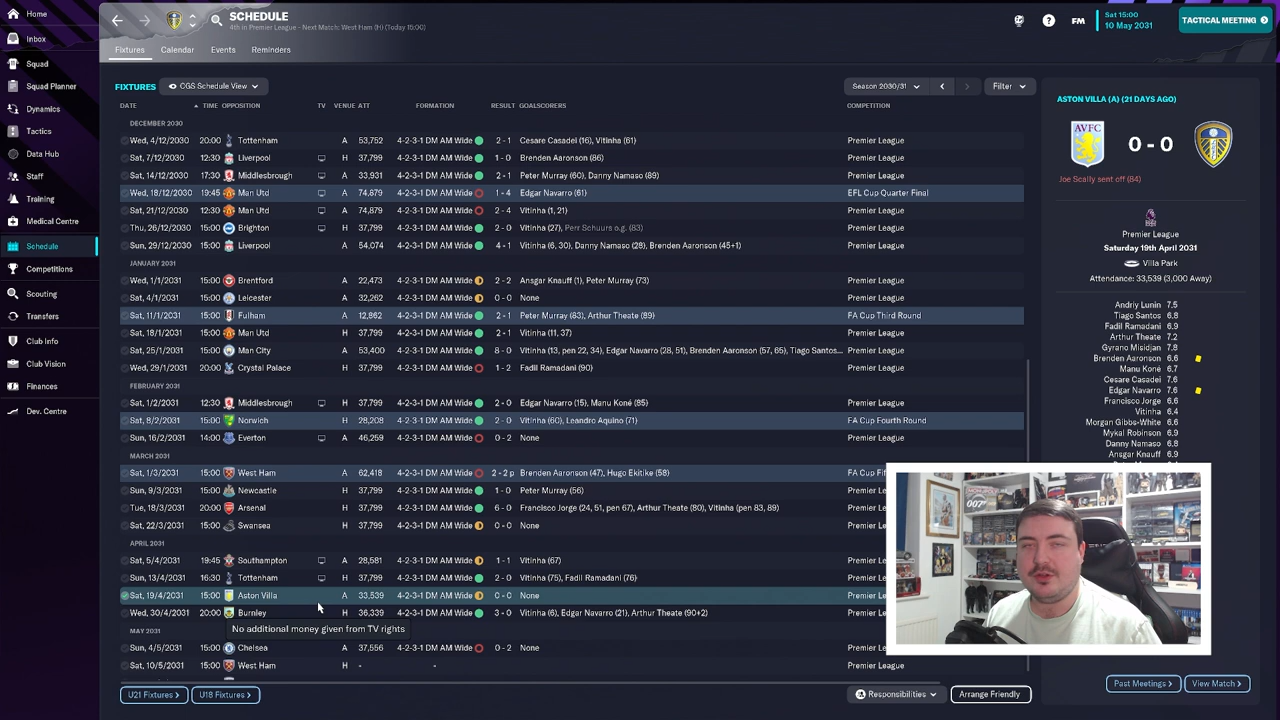 Home
Inbox
Squad
Squad Planner
Dynamics
Tactics
Data Hub
Staff
Training
Medical Centre
Schedule
Competitions
Scouting
Transfers
Club Info
Club Vision
Finances
Dev. Centre
SCHEDULE
4th in Premier League - Next Match: West Ham (H) (Today 15:00)
FM
Sat 15:00
10 May 2031
TACTICAL MEETING
Fixtures Calendar Events Reminders
FIXTURES CGS Schedule View Season 2030/31 Filter
DATE TIME OPPOSITION TV VENUE ATT FORMATION RESULT GOALSCORERS COMPETITION
DECEMBER 2030
Wed, 4/12/2030 20:00 Tottenham A 53,752 4-2-3-1 DM AM Wide 2 - 1 Cesare Casadei (16), Vitinha (61) Premier League
Sat, 7/12/2030 12:30 Liverpool H 37,799 4-2-3-1 DM AM Wide 1 - 0 Brenden Aaronson (86) Premier League
Sat, 14/12/2030 17:30 Middlesbrough A 33,931 4-2-3-1 DM AM Wide 2 - 1 Peter Murray (60), Danny Namaso (89) Premier League
Wed, 18/12/2030 19:45 Man Utd A 74,879 4-2-3-1 DM AM Wide 1 - 4 Edgar Navarro (61) EFL Cup Quarter Final
Sat, 21/12/2030 12:30 Man Utd A 74,879 4-2-3-1 DM AM Wide 2 - 4 Vitinha (1, 21) Premier League
Thu, 26/12/2030 15:00 Brighton H 37,799 4-2-3-1 DM AM Wide 2 - 0 Vitinha (27), Perr Schuurs o.g. (83) Premier League
Sun, 29/12/2030 15:00 Liverpool A 54,074 4-2-3-1 DM AM Wide 4 - 1 Vitinha (6, 30), Danny Namaso (28), Brenden Aaronson (45+1) Premier League
JANUARY 2031
Wed, 1/1/2031 15:00 Brentford A 22,473 4-2-3-1 DM AM Wide 2 - 2 Ansgar Knauff (1), Peter Murray (73) Premier League
Sat, 4/1/2031 15:00 Leicester A 32,262 4-2-3-1 DM AM Wide 0 - 0 None Premier League
Sat, 11/1/2031 15:00 Fulham A 12,862 4-2-3-1 DM AM Wide 2 - 1 Peter Murray (83), Arthur Theate (89) FA Cup Third Round
Sat, 18/1/2031 15:00 Man Utd H 37,799 4-2-3-1 DM AM Wide 2 - 1 Vitinha (11, 37) Premier League
Sat, 25/1/2031 15:00 Man City A 53,400 4-2-3-1 DM AM Wide 8 - 0 Vitinha (13, pen 22, 34), Edgar Navarro (28, 51), Brenden Aaronson (57, 65), Tiago Santos... Premier League
Wed, 29/1/2031 20:00 Crystal Palace H 37,799 4-2-3-1 DM AM Wide 1 - 2 Fadil Ramadani (90) Premier League
FEBRUARY 2031
Sat, 1/2/2031 12:30 Middlesbrough H 37,799 4-2-3-1 DM AM Wide 2 - 0 Edgar Navarro (15), Manu Koné (85) Premier League
Sat, 8/2/2031 15:00 Norwich H 28,208 4-2-3-1 DM AM Wide 2 - 0 Vitinha (60), Leandro Aquino (71) FA Cup Fourth Round
Sun, 16/2/2031 14:00 Everton A 46,259 4-2-3-1 DM AM Wide 0 - 2 None Premier League
MARCH 2031
Sat, 1/3/2031 15:00 West Ham A 62,418 4-2-3-1 DM AM Wide 2 - 2 p Brenden Aaronson (47), Hugo Ekitike (58) FA Cup Fif
Sun, 9/3/2031 15:00 Newcastle H 37,799 4-2-3-1 DM AM Wide 1 - 0 Peter Murray (56) Premier Le
Tue, 18/3/2031 20:00 Arsenal H 37,799 4-2-3-1 DM AM Wide 6 - 0 Francisco Jorge (24, 51, pen 67), Arthur Theate (80), Vitinha (pen 83, 89) Premier Le
Sat, 22/3/2031 15:00 Swansea H 37,799 4-2-3-1 DM AM Wide 0 - 0 None Premier Le
APRIL 2031
Sat, 5/4/2031 19:45 Southampton A 28,581 4-2-3-1 DM AM Wide 1 - 1 Vitinha (67) Premier Le
Sun, 13/4/2031 16:30 Tottenham H 37,799 4-2-3-1 DM AM Wide 2 - 0 Vitinha (75), Fadil Ramadani (76) Premier Le
Sat, 19/4/2031 15:00 Aston Villa A 33,539 4-2-3-1 DM AM Wide 0 - 0 None Premier Le
Wed, 30/4/2031 20:00 Burnley H 36,339 4-2-3-1 DM AM Wide 3 - 0 Vitinha (6), Edgar Navarro (21), Arthur Theate (90+2) Premier Le
No additional money given from TV rights
MAY 2031
Sun, 4/5/2031 15:00 Chelsea A 37,556 4-2-3-1 DM AM Wide 0 - 2 None Premier Le
Sat, 10/5/2031 15:00 West Ham H - - Premier League
U21 Fixtures > U18 Fixtures > Responsibilities Arrange Friendly
ASTON VILLA (A) (21 DAYS AGO)
AVFC 0 - 0
Joe Scally sent off (84)
Premier League
Saturday 19th April 2031
Villa Park
Attendance: 33,539 (3,000 Away)
Andriy Lunin 7.5
Tiago Santos 6.8
Fadil Ramadani 6.9
Arthur Theate 7.2
Gyrano Misidjan 7.8
Brenden Aaronson 6.6
Manu Koné 6.7
Cesare Casadei 7.6
Edgar Navarro 7.6
Francisco Jorge 6.6
Vitinha 6.4
Morgan Gibbs-White 6.6
Mykal Robinson 6.9
Danny Namaso 6.8
Ansgar Knauff 6.9
007
Past Meetings > View Match >